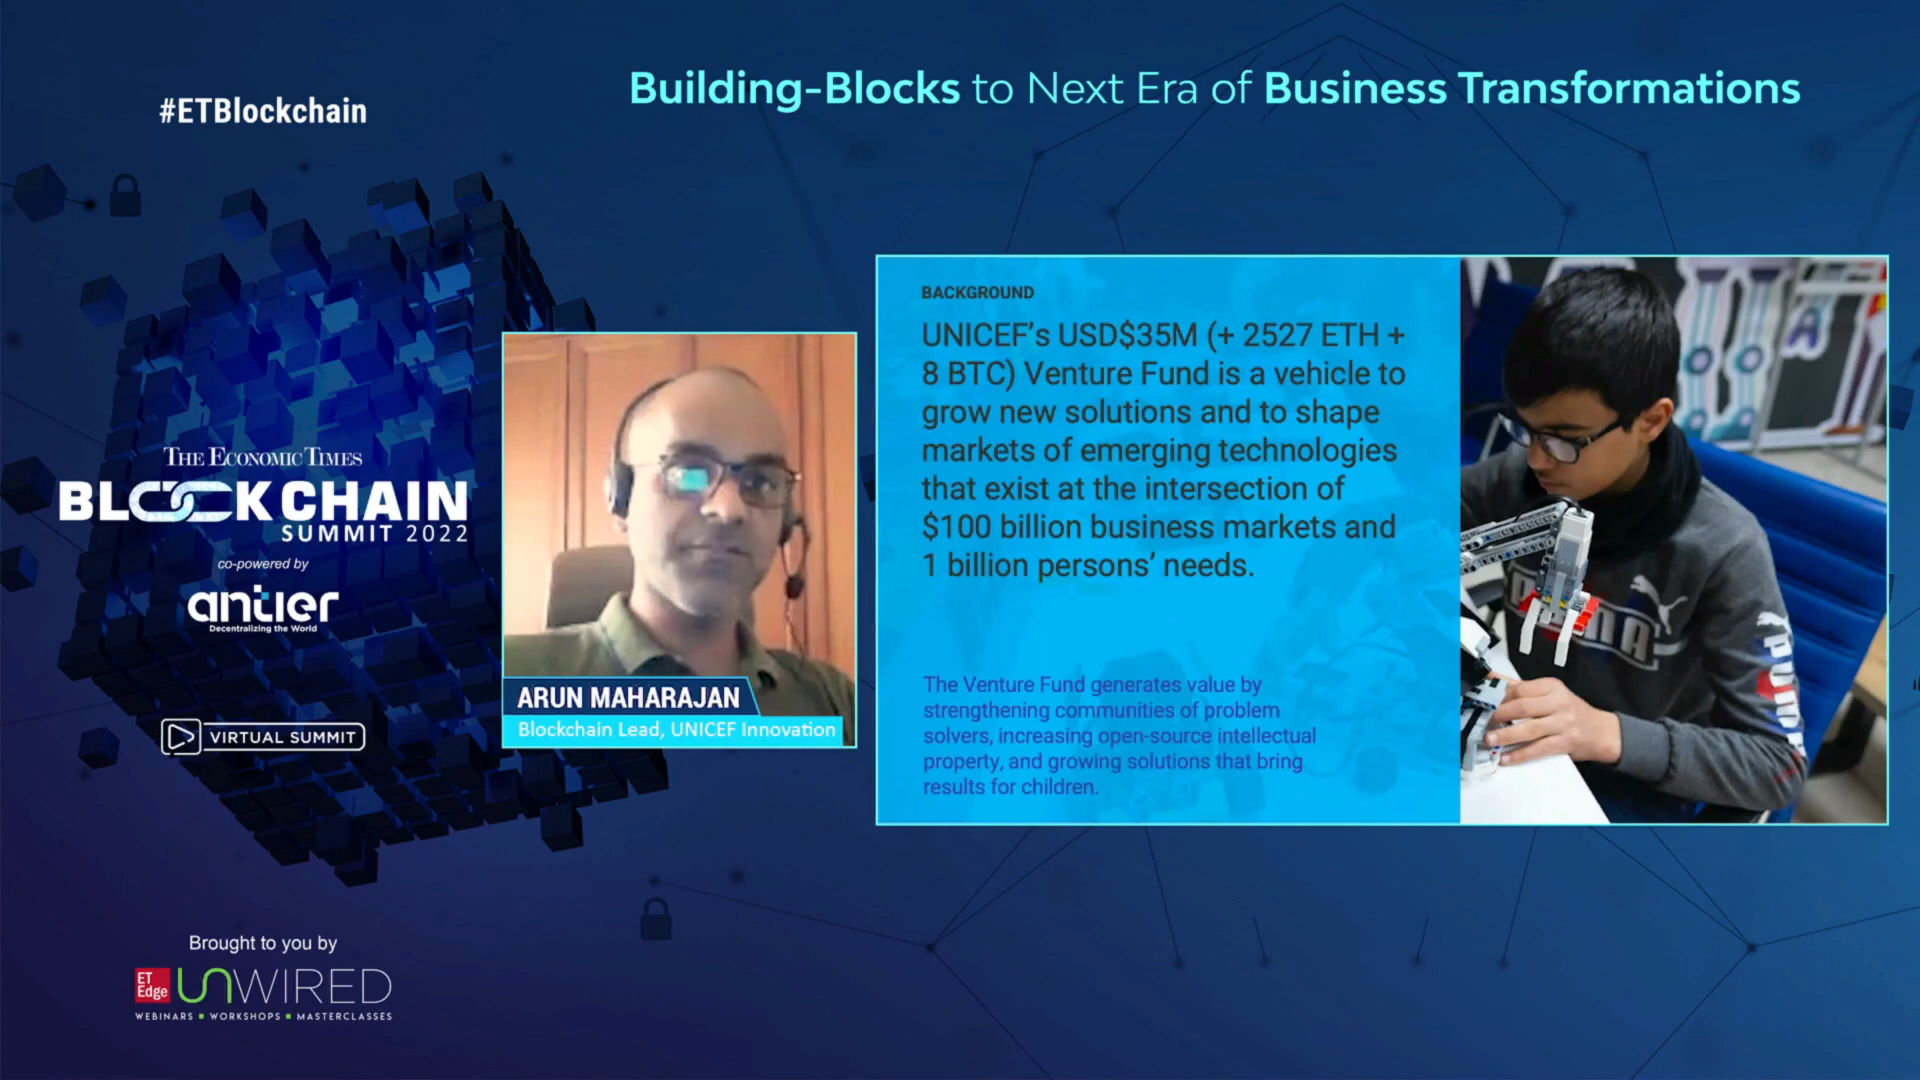 #ETBlockchain
Building-Blocks to Next Era of Business Transformations
THE ECONOMIC TIMES
BLOCKCHAIN
SUMMIT 2022
co-powered by
antier
Decentralizing the World
VIRTUAL SUMMIT
Brought to you by
ET Edge UNWIRED
WEBINARS ▪ WORKSHOPS ▪ MASTERCLASSES
ARUN MAHARAJAN
Blockchain Lead, UNICEF Innovation
BACKGROUND
UNICEF's USD$35M (+ 2527 ETH +
8 BTC) Venture Fund is a vehicle to
grow new solutions and to shape
markets of emerging technologies
that exist at the intersection of
$100 billion business markets and
1 billion persons' needs.
The Venture Fund generates value by
strengthening communities of problem
solvers, increasing open-source intellectual
property, and growing solutions that bring
results for children.
A